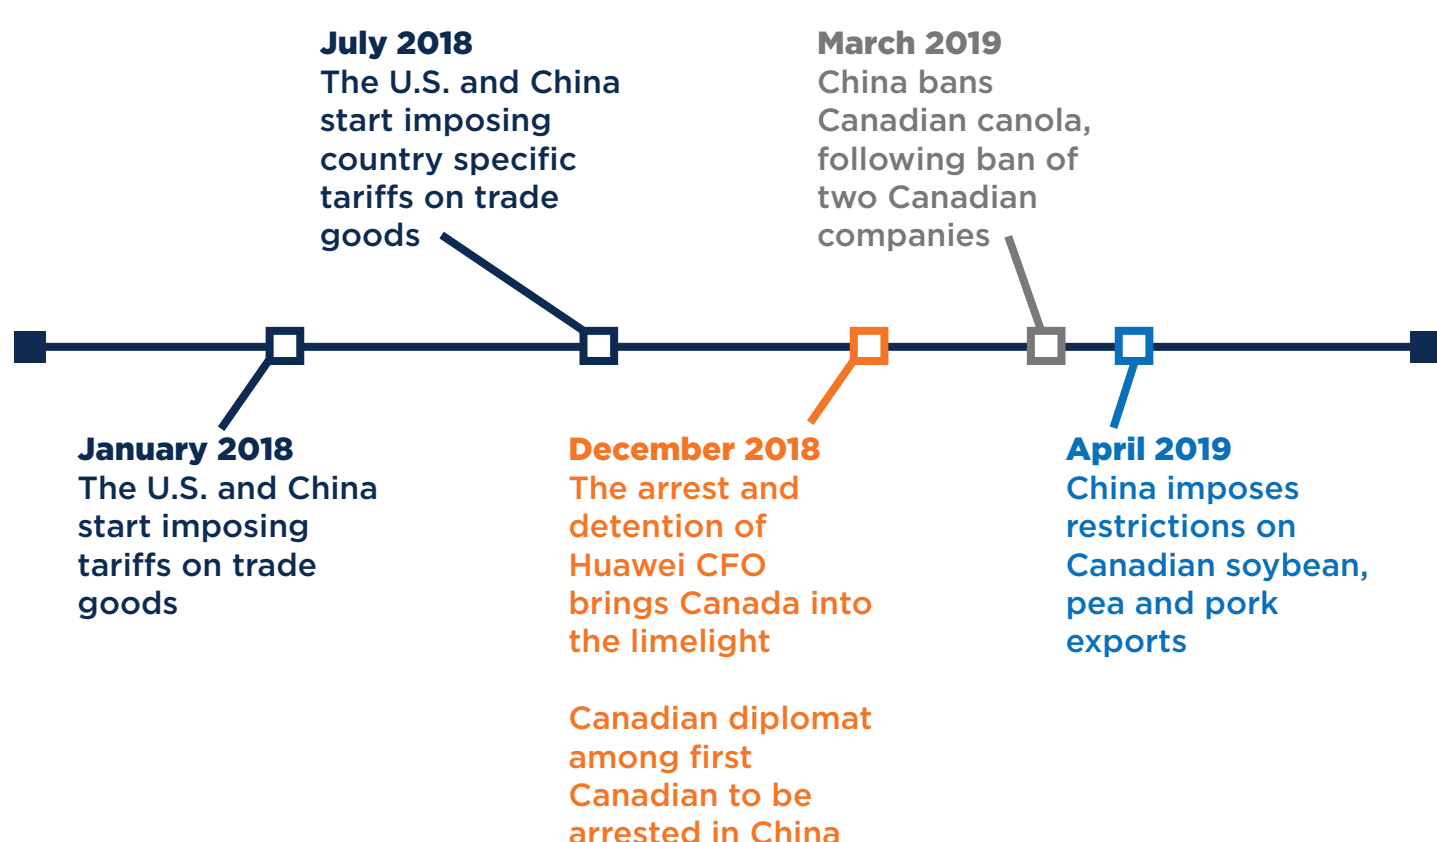 July 2018
The U.S. and China
start imposing
country specific
tariffs on trade
goods
March 2019
China bans
Canadian canola,
following ban of
two Canadian
companies
January 2018
The U.S. and China
start imposing
tariffs on trade
goods
December 2018
The arrest and
detention of
Huawei CFO
brings Canada into
the limelight
Canadian diplomat
among first
Canadian to be
arrested in China
April 2019
China imposes
restrictions on
Canadian soybean,
pea and pork
exports